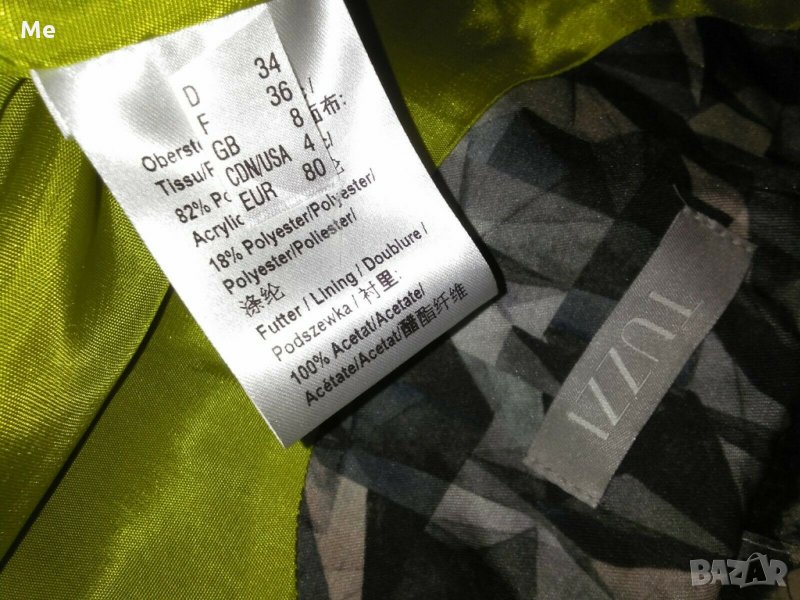 Me
D 34
F 36
GB 8
CDN/USA 4
EUR 80
面布:
Oberst
Tissu/F
82% Po
Acrylic
18% Polyester/Polyester/
Polyester/Poliester/
涤纶
Futter / Lining / Doublure /
Podszewka / 衬里:
100% Acetat/Acetate/
Acétate/Acetat/醋酯纤维
TUZZI
BAZAR